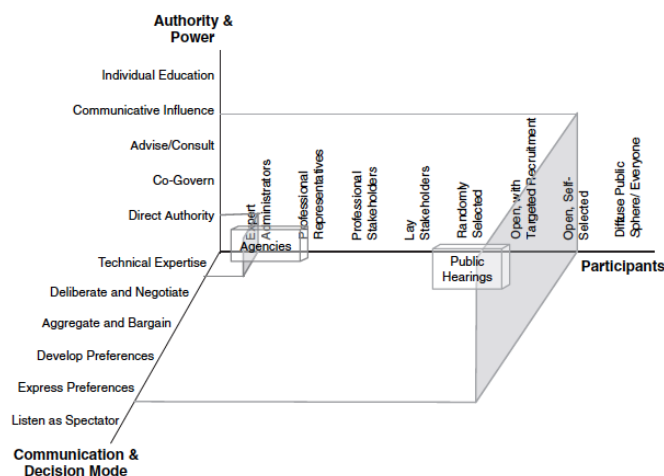 Authority &
Power
Individual Education
Communicative Influence
Advise/Consult
Co-Govern
Direct Authority
Expert
Administrators
Professional
Representatives
Professional
Stakeholders
Lay
Stakeholders
Randomly
Selected
Open, with
Targeted Recruitment
Open, Self-
Selected
Diffuse Public
Sphere/ Everyone
Agencies
Public
Hearings
Participants
Technical Expertise
Deliberate and Negotiate
Aggregate and Bargain
Develop Preferences
Express Preferences
Listen as Spectator
Communication &
Decision Mode